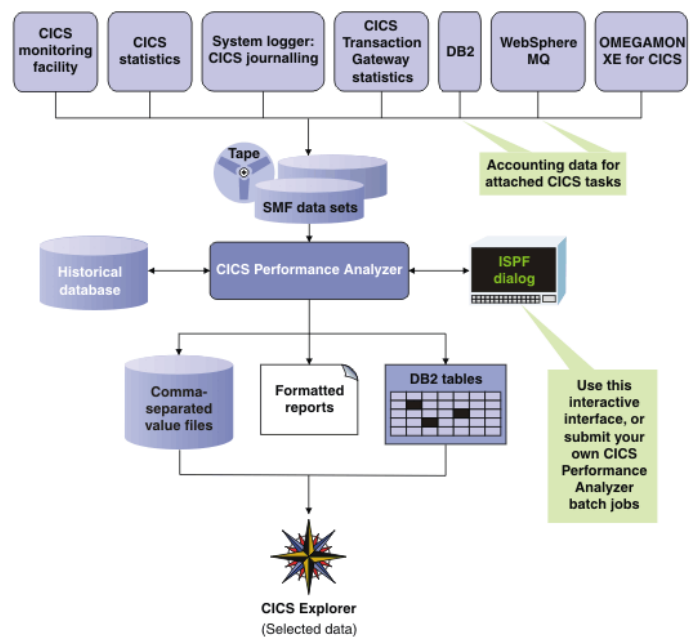 CICS
monitoring
facility
CICS
statistics
System logger:
CICS journalling
CICS
Transaction
Gateway
statistics
DB2
WebSphere
MQ
OMEGAMON
XE for CICS
Accounting data for
attached CICS tasks
Tape
SMF data sets
Historical
database
CICS Performance Analyzer
ISPF
dialog
Comma-
separated
value files
Formatted
reports
DB2 tables
Use this
interactive
interface, or
submit your
own CICS
Performance
Analyzer
batch jobs
CICS Explorer
(Selected data)